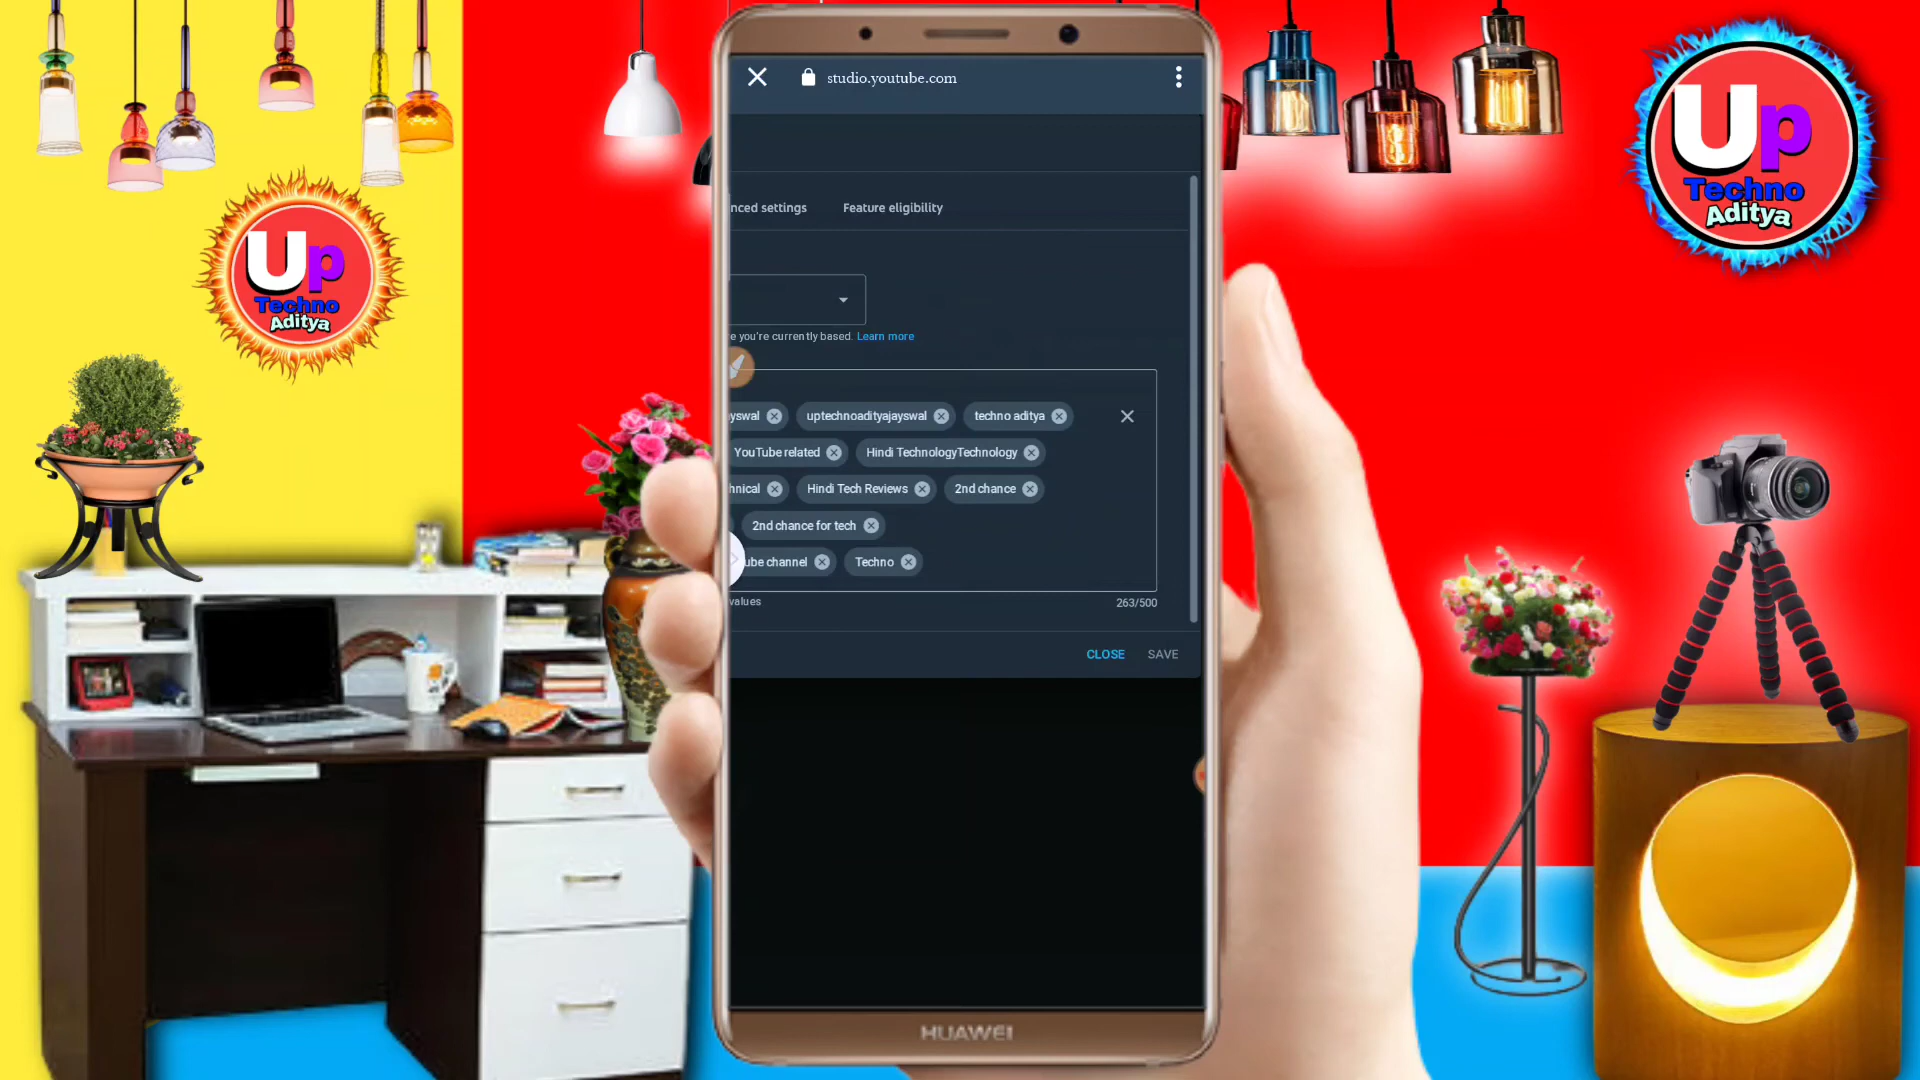 studio.youtube.com
nced settings
Feature eligibility
e you're currently based. Learn more
yswal
uptechnoadityajayswal
techno aditya
YouTube related
Hindi TechnologyTechnology
hnical
Hindi Tech Reviews
2nd chance
2nd chance for tech
ube channel
Techno
values
263/500
CLOSE
SAVE
HUAWEI
Up
Techno
Aditya
Up
Techno
Aditya